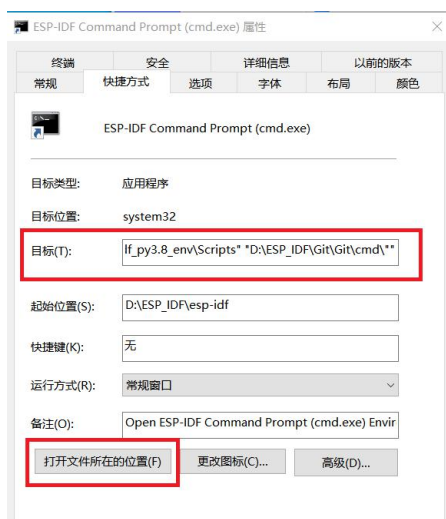 ESP-IDF Command Prompt (cmd.exe) 属性
终端 安全 详细信息 以前的版本
常规 快捷方式 选项 字体 布局 颜色
ESP-IDF Command Prompt (cmd.exe)
目标类型: 应用程序
目标位置: system32
目标(T): lf_py3.8_env\Scripts" "D:\ESP_IDF\Git\Git\cmd\""
起始位置(S): D:\ESP_IDF\esp-idf
快捷键(K): 无
运行方式(R): 常规窗口
备注(O): Open ESP-IDF Command Prompt (cmd.exe) Envir
打开文件所在的位置(F) 更改图标(C)... 高级(D)...